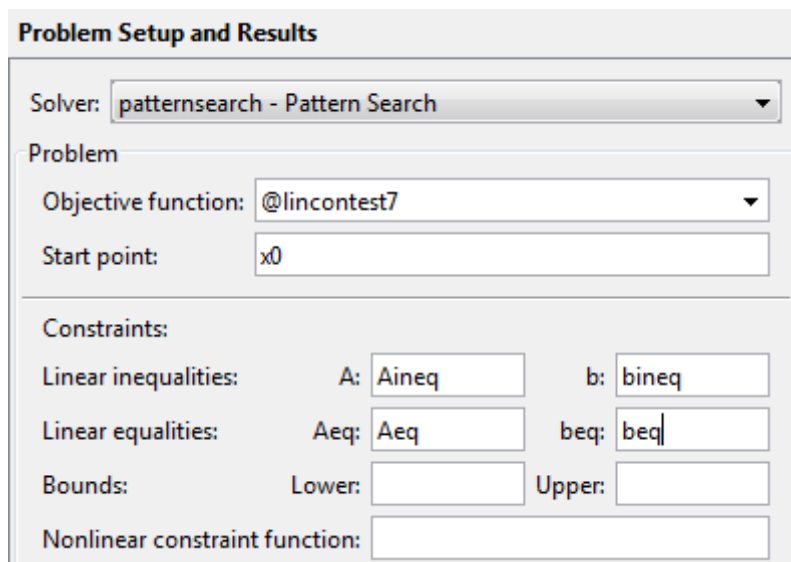 Problem Setup and Results
Solver: patternsearch - Pattern Search
Problem
Objective function: @lincontest7
Start point: x0
Constraints:
Linear inequalities: A: Aineq b: bineq
Linear equalities: Aeq: Aeq beq: beq
Bounds: Lower: Upper:
Nonlinear constraint function: